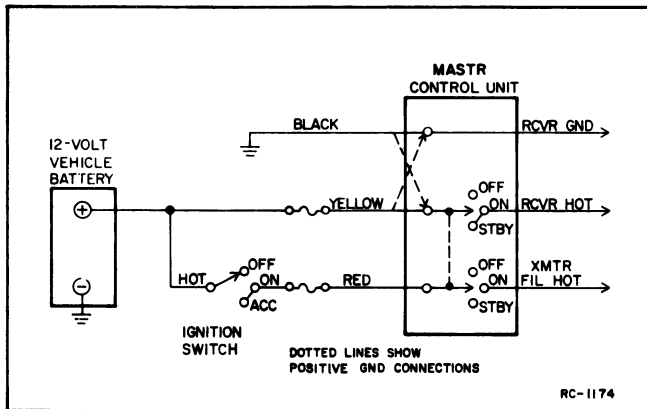 MASTR
CONTROL UNIT
BLACK
RCVR GND
12-VOLT
VEHICLE
BATTERY
OFF
YELLOW
ON
RCVR HOT
STBY
OFF
XMTR
HOT
OFF
ON
RED
ON
FIL HOT
ACC
STBY
IGNITION
SWITCH
DOTTED LINES SHOW
POSITIVE GND CONNECTIONS
RC-1174